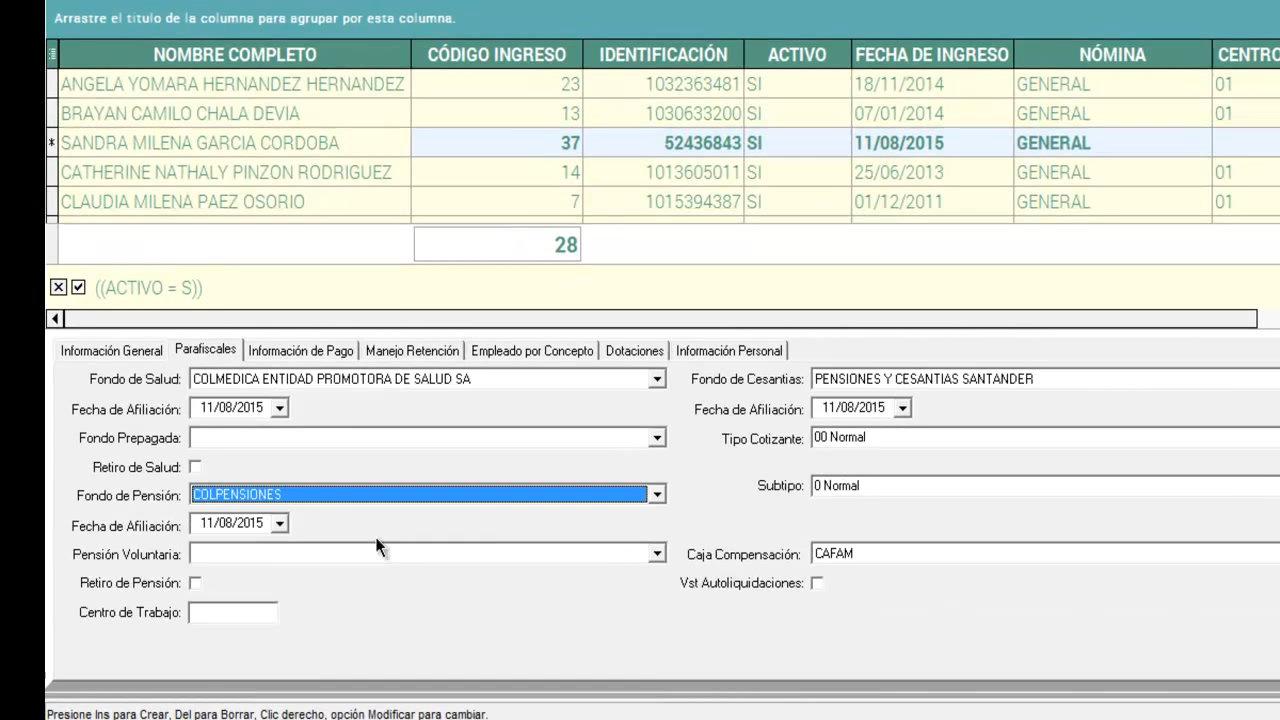 Arrastre el titulo de la columna para agrupar por esta columna.
NOMBRE COMPLETO CÓDIGO INGRESO IDENTIFICACIÓN ACTIVO FECHA DE INGRESO NÓMINA CENTRO
ANGELA YOMARA HERNANDEZ HERNANDEZ 23 1032363481 SI 18/11/2014 GENERAL 01
BRAYAN CAMILO CHALA DEVIA 13 1030633200 SI 07/01/2014 GENERAL 01
* SANDRA MILENA GARCIA CORDOBA 37 52436843 SI 11/08/2015 GENERAL
CATHERINE NATHALY PINZON RODRIGUEZ 14 1013605011 SI 25/06/2013 GENERAL 01
CLAUDIA MILENA PAEZ OSORIO 7 1015394387 SI 01/12/2011 GENERAL 01
28
((ACTIVO = S))
Información General Parafiscales Información de Pago Manejo Retención Empleado por Concepto Dotaciones Información Personal
Fondo de Salud: COLMEDICA ENTIDAD PROMOTORA DE SALUD SA Fondo de Cesantias: PENSIONES Y CESANTIAS SANTANDER
Fecha de Afiliación: 11/08/2015 Fecha de Afiliación: 11/08/2015
Fondo Prepagada: Tipo Cotizante: 00 Normal
Retiro de Salud:
Fondo de Pensión: COLPENSIONES Subtipo: 0 Normal
Fecha de Afiliación: 11/08/2015
Pensión Voluntaria: Caja Compensación: CAFAM
Retiro de Pensión: Vst Autoliquidaciones:
Centro de Trabajo:
Presione Ins para Crear, Del para Borrar, Clic derecho, opción Modificar para cambiar.